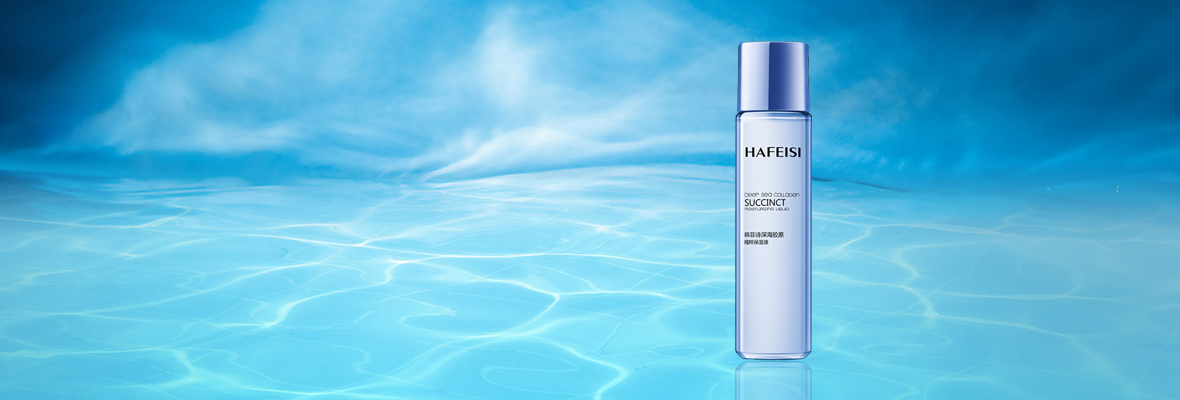 HAFEISI
Deep sea collagen
SUCCINCT
moisturizing liquid
韩菲诗深海胶原
精粹保湿液